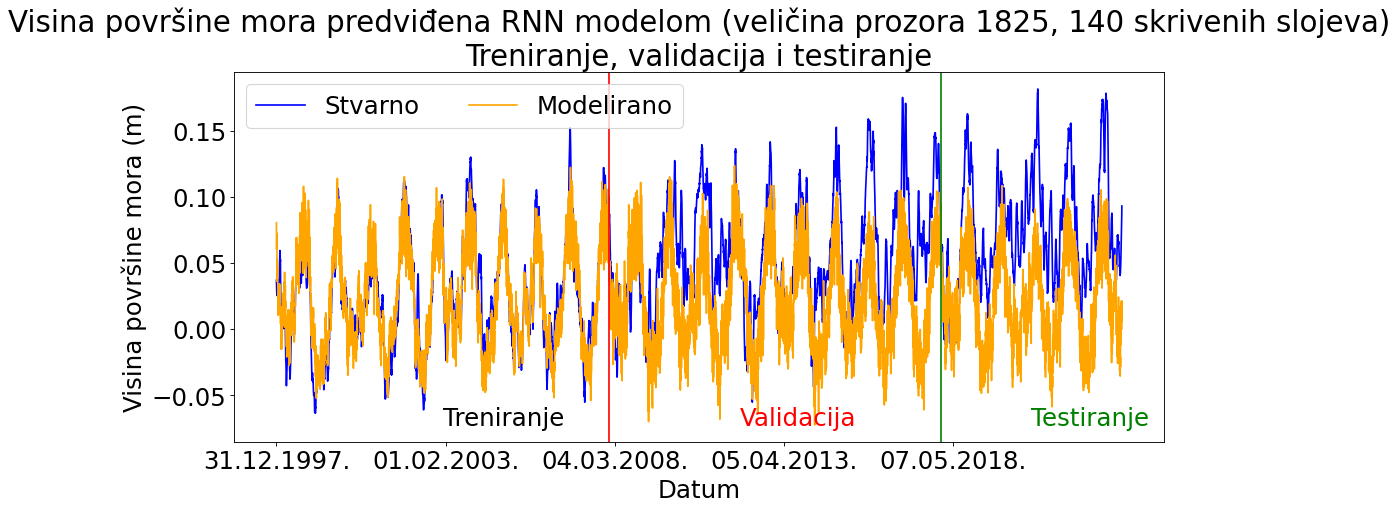 Visina površine mora predviđena RNN modelom (veličina prozora 1825, 140 skrivenih slojeva)
Treniranje, validacija i testiranje
Stvarno
Modelirano
Visina površine mora (m)
0.15
0.10
0.05
0.00
−0.05
Treniranje
Validacija
Testiranje
31.12.1997.
01.02.2003.
04.03.2008.
05.04.2013.
07.05.2018.
Datum